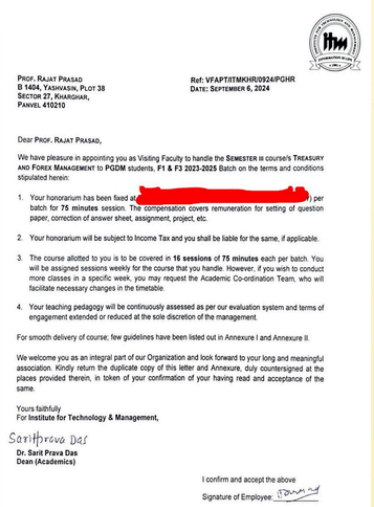 itm
PROF. RAJAT PRASAD
B 1404, YASHVASIN, PLOT 38
SECTOR 27, KHARGHAR,
PANVEL 410210
Ref: VFAPT/ITMKHR/0924/PGHR
DATE: SEPTEMBER 6, 2024
Dear PROF. RAJAT PRASAD,
We have pleasure in appointing you as Visiting Faculty to handle the SEMESTER III course/s TREASURY
AND FOREX MANAGEMENT to PGDM students, F1 & F3 2023-2025 Batch on the terms and conditions
stipulated herein:
1. Your honorarium has been fixed at /) per
batch for 75 minutes session. The compensation covers remuneration for setting of question
paper, correction of answer sheet, assignment, project, etc.
2. Your honorarium will be subject to Income Tax and you shall be liable for the same, if applicable.
3. The course allotted to you is to be covered in 16 sessions of 75 minutes each per batch. You
will be assigned sessions weekly for the course that you handle. However, if you wish to conduct
more classes in a specific week, you may request the Academic Co-ordination Team, who will
facilitate necessary changes in the timetable.
4. Your teaching pedagogy will be continuously assessed as per our evaluation system and terms of
engagement extended or reduced at the sole discretion of the management.
For smooth delivery of course; few guidelines have been listed out in Annexure I and Annexure II.
We welcome you as an integral part of our Organization and look forward to your long and meaningful
association. Kindly return the duplicate copy of this letter and Annexure, duly countersigned at the
places provided therein, in token of your confirmation of your having read and acceptance of the
same.
Yours faithfully
For Institute for Technology & Management,
Saritprava Das
Dr. Sarit Prava Das
Dean (Academics)
I confirm and accept the above
Signature of Employee: